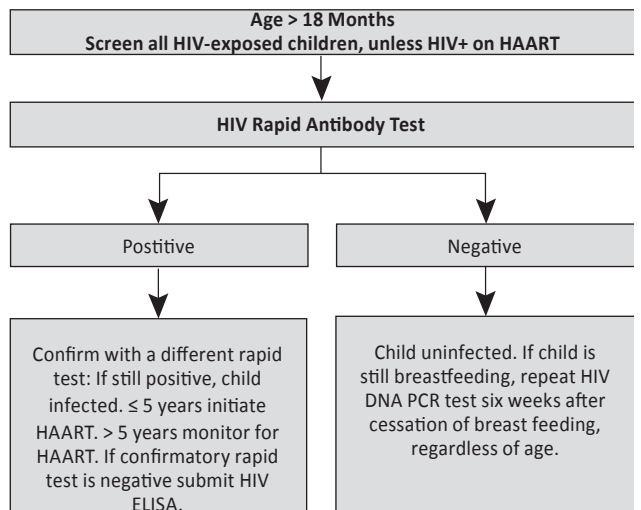 Age > 18 Months
Screen all HIV-exposed children, unless HIV+ on HAART
HIV Rapid Antibody Test
Postitive
Negative
Confirm with a different rapid
test: If still positive, child
infected. ≤ 5 years initiate
HAART. > 5 years monitor for
HAART. If confirmatory rapid
test is negative submit HIV
ELISA.
Child uninfected. If child is
still breastfeeding, repeat HIV
DNA PCR test six weeks after
cessation of breast feeding,
regardless of age.